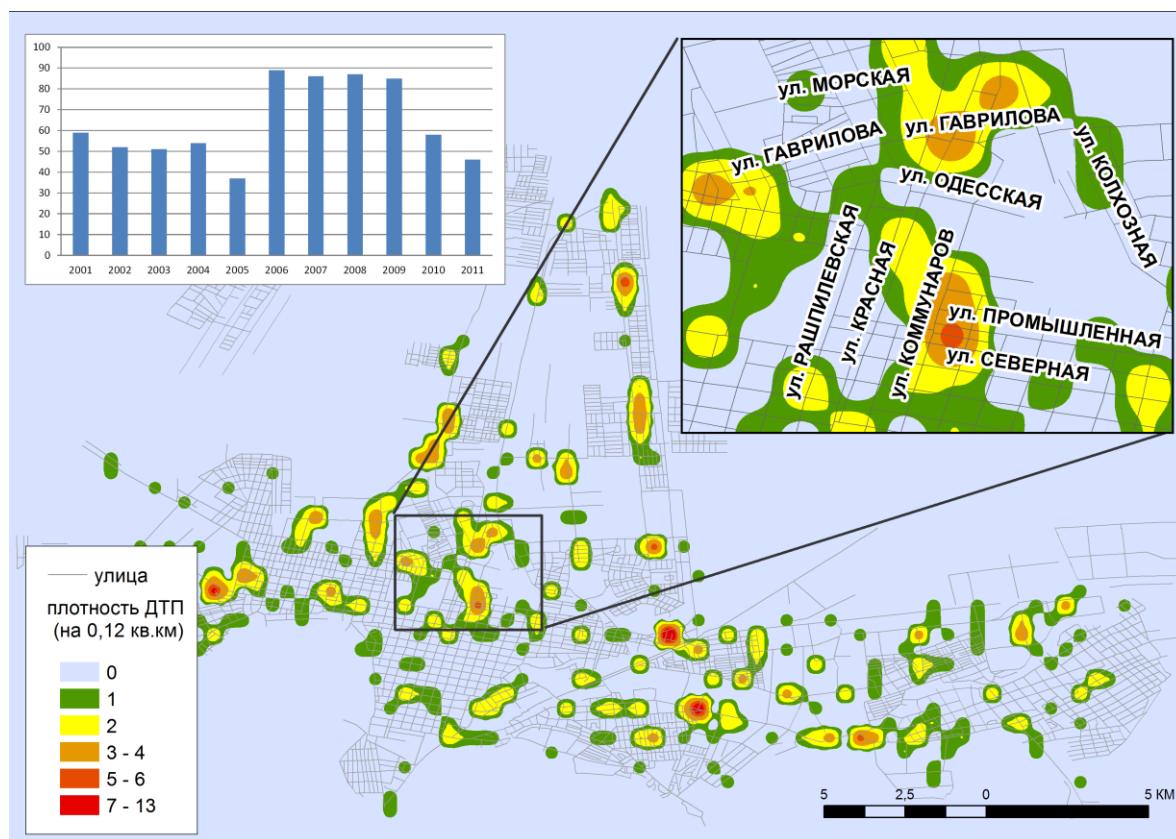 100
90
80
70
60
50
40
30
20
10
0
2001 2002 2003 2004 2005 2006 2007 2008 2009 2010 2011
ул. МОРСКАЯ
ул. ГАВРИЛОВА
ул. ГАВРИЛОВА
ул. КОЛХОЗНАЯ
ул. ОДЕССКАЯ
ул. РАШПИЛЕВСКАЯ
ул. КРАСНАЯ
ул. КОММУНАРОВ
ул. ПРОМЫШЛЕННАЯ
ул. СЕВЕРНАЯ
улица
плотность ДТП
(на 0,12 кв.км)
0
1
2
3 - 4
5 - 6
7 - 13
5 2,5 0 5 КМ